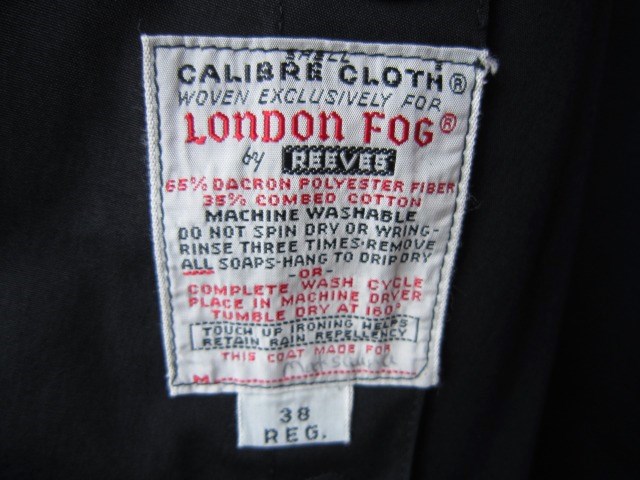 SHELL
CALIBRE CLOTH®
WOVEN EXCLUSIVELY FOR
LONDON FOG®
by REEVES
65% DACRON POLYESTER FIBER
35% COMBED COTTON
MACHINE WASHABLE
DO NOT SPIN DRY OR WRING-
RINSE THREE TIMES·REMOVE
ALL SOAPS-HANG TO DRIP DRY
-OR-
COMPLETE WASH CYCLE
PLACE IN MACHINE DRYER
TUMBLE DRY AT 160°
TOUCH UP IRONING HELPS
RETAIN RAIN REPELLENCY
THIS COAT MADE FOR
M
38
REG.